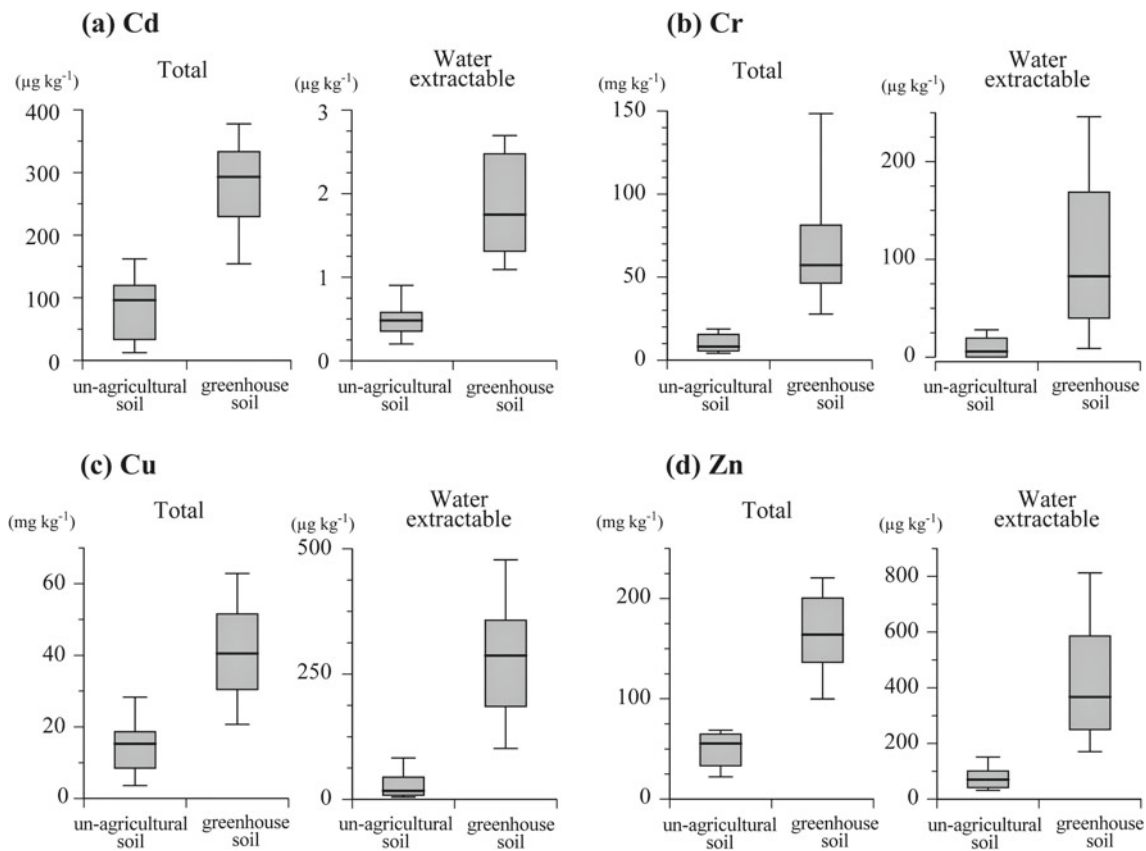 (a) Cd
Total
(µg kg⁻¹)
400
300
200
100
0
un-agricultural soil
greenhouse soil
Water
extractable
(µg kg⁻¹)
3
2
1
0
un-agricultural soil
greenhouse soil
(b) Cr
Total
(mg kg⁻¹)
150
100
50
0
un-agricultural soil
greenhouse soil
Water
extractable
(µg kg⁻¹)
200
100
0
un-agricultural soil
greenhouse soil
(c) Cu
Total
(mg kg⁻¹)
60
40
20
0
un-agricultural soil
greenhouse soil
Water
extractable
(µg kg⁻¹)
500
250
0
un-agricultural soil
greenhouse soil
(d) Zn
Total
(mg kg⁻¹)
200
100
0
un-agricultural soil
greenhouse soil
Water
extractable
(µg kg⁻¹)
800
600
400
200
0
un-agricultural soil
greenhouse soil